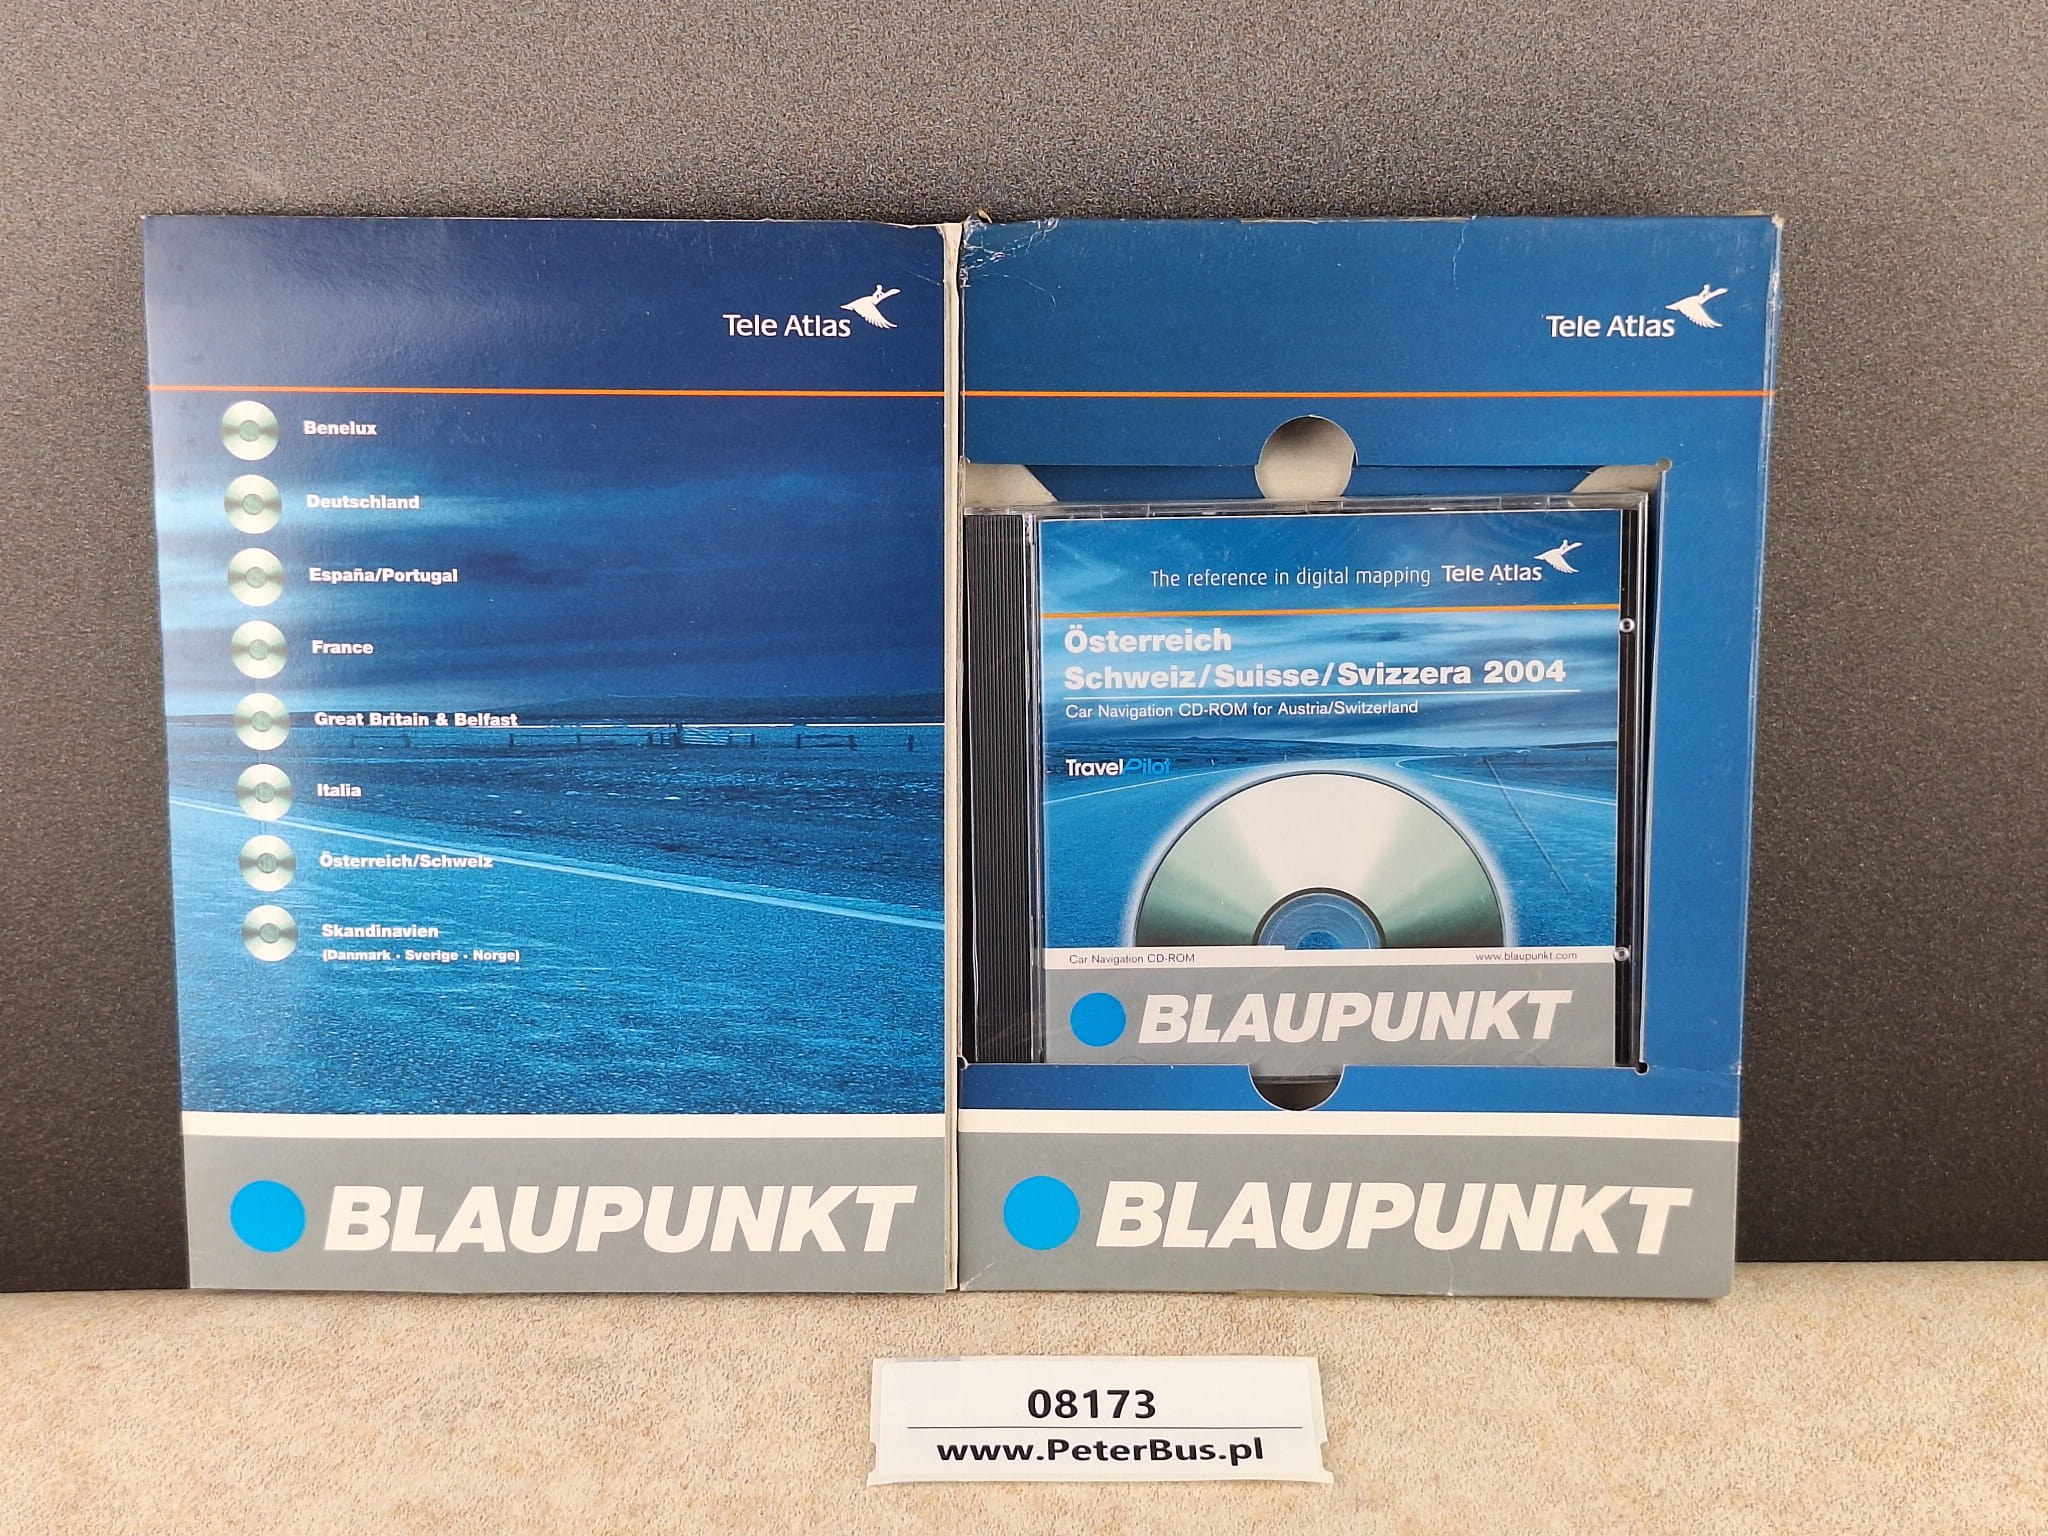 Tele Atlas
Benelux
Deutschland
España/Portugal
France
Great Britain & Belfast
Italia
Österreich/Schweiz
Skandinavien
(Danmark · Sverige · Norge)
BLAUPUNKT
Tele Atlas
The reference in digital mapping Tele Atlas
Österreich
Schweiz/Suisse/Svizzera 2004
Car Navigation CD-ROM for Austria/Switzerland
TravelPilot
Car Navigation CD-ROM www.blaupunkt.com
BLAUPUNKT
BLAUPUNKT
08173
www.PeterBus.pl